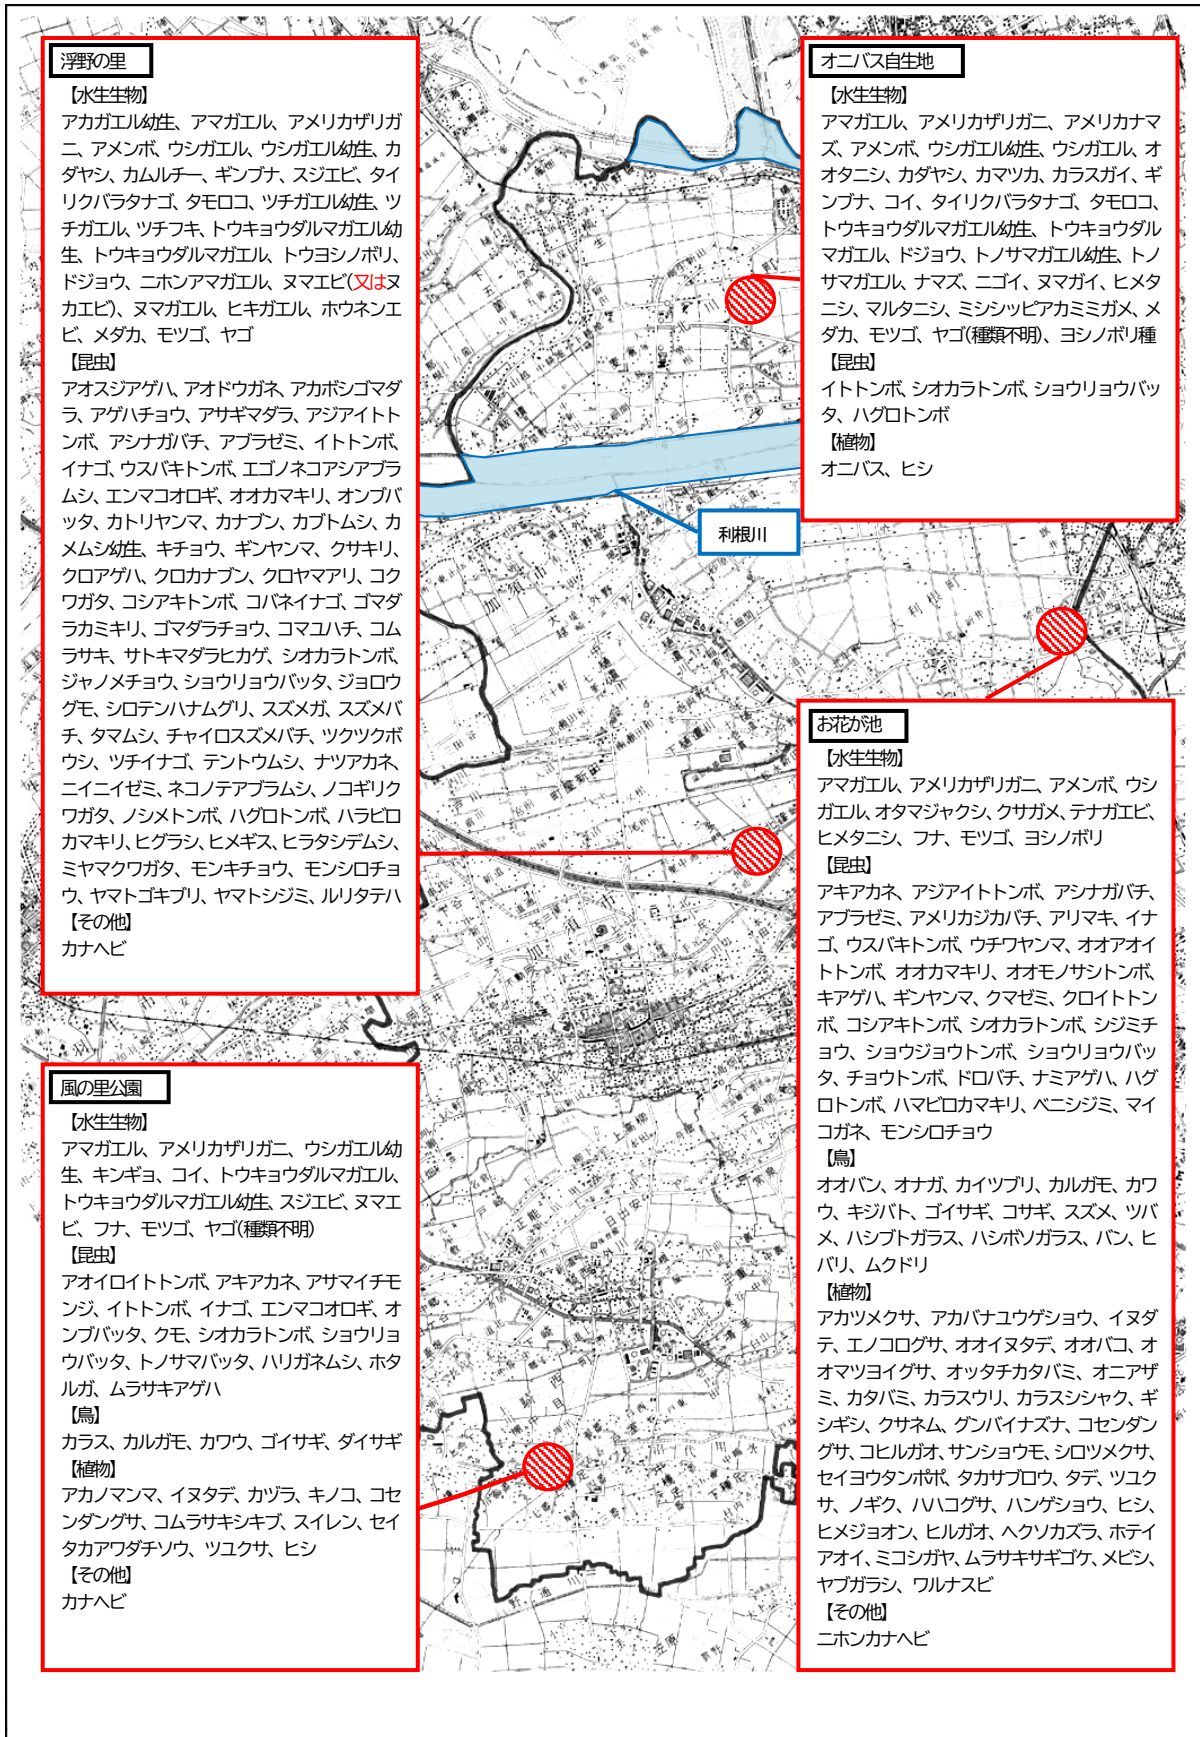 浮野の里
【水生生物】
アカガエル幼生、アマガエル、アメリカザリガ
ニ、アメンボ、ウシガエル、ウシガエル幼生、カ
ダヤシ、カムルチー、ギンブナ、スジエビ、タイ
リクバラタナゴ、タモロコ、ツチガエル幼生、ツ
チガエル、ツチフキ、トウキョウダルマガエル幼
生、トウキョウダルマガエル、トウヨシノボリ、
ドジョウ、ニホンアマガエル、ヌマエビ(又はヌ
カエビ)、ヌマガエル、ヒキガエル、ホウネンエ
ビ、メダカ、モツゴ、ヤゴ
【昆虫】
アオスジアゲハ、アオドウガネ、アカボシゴマダ
ラ、アゲハチョウ、アサギマダラ、アジアイトト
ンボ、アシナガバチ、アブラゼミ、イトトンボ、
イナゴ、ウスバキトンボ、エゴノネコアシアブラ
ムシ、エンマコオロギ、オオカマキリ、オンブバ
ッタ、カトリヤンマ、カナブン、カブトムシ、カ
メムシ幼生、キチョウ、ギンヤンマ、クサキリ、
クロアゲハ、クロカナブン、クロヤマアリ、コク
ワガタ、コシアキトンボ、コバネイナゴ、ゴマダ
ラカミキリ、ゴマダラチョウ、コマユハチ、コム
ラサキ、サトキマダラヒカゲ、シオカラトンボ、
ジャノメチョウ、ショウリョウバッタ、ジョロウ
グモ、シロテンハナムグリ、スズメガ、スズメバ
チ、タマムシ、チャイロスズメバチ、ツクツクボ
ウシ、ツチイナゴ、テントウムシ、ナツアカネ、
ニイニイゼミ、ネコノテアブラムシ、ノコギリク
ワガタ、ノシメトンボ、ハグロトンボ、ハラビロ
カマキリ、ヒグラシ、ヒメギス、ヒラタシデムシ、
ミヤマクワガタ、モンキチョウ、モンシロチョ
ウ、ヤマトゴキブリ、ヤマトシジミ、ルリタテハ
【その他】
カナヘビ
オニバス自生地
【水生生物】
アマガエル、アメリカザリガニ、アメリカナマ
ズ、アメンボ、ウシガエル幼生、ウシガエル、オ
オタニシ、カダヤシ、カマツカ、カラスガイ、ギ
ンブナ、コイ、タイリクバラタナゴ、タモロコ、
トウキョウダルマガエル幼生、トウキョウダル
マガエル、ドジョウ、トノサマガエル幼生、トノ
サマガエル、ナマズ、ニゴイ、ヌマガイ、ヒメタ
ニシ、マルタニシ、ミシシッピアカミミガメ、メ
ダカ、モツゴ、ヤゴ(種類不明)、ヨシノボリ種
【昆虫】
イトトンボ、シオカラトンボ、ショウリョウバッ
タ、ハグロトンボ
【植物】
オニバス、ヒシ
利根川
お花が池
【水生生物】
アマガエル、アメリカザリガニ、アメンボ、ウシ
ガエル、オタマジャクシ、クサガメ、テナガエビ、
ヒメタニシ、フナ、モツゴ、ヨシノボリ
【昆虫】
アキアカネ、アジアイトトンボ、アシナガバチ、
アブラゼミ、アメリカジカバチ、アリマキ、イナ
ゴ、ウスバキトンボ、ウチワヤンマ、オオアオイ
トトンボ、オオカマキリ、オオモノサシトンボ、
キアゲハ、ギンヤンマ、クマゼミ、クロイトトン
ボ、コシアキトンボ、シオカラトンボ、シジミチ
ョウ、ショウジョウトンボ、ショウリョウバッ
タ、チョウトンボ、ドロバチ、ナミアゲハ、ハグ
ロトンボ、ハマビロカマキリ、ベニシジミ、マイ
コガネ、モンシロチョウ
【鳥】
オオバン、オナガ、カイツブリ、カルガモ、カワ
ウ、キジバト、ゴイサギ、コサギ、スズメ、ツバ
メ、ハシブトガラス、ハシボソガラス、バン、ヒ
バリ、ムクドリ
【植物】
アカツメクサ、アカバナユウゲショウ、イヌダ
テ、エノコログサ、オオイヌタデ、オオバコ、オ
オマツヨイグサ、オッタチカタバミ、オニアザ
ミ、カタバミ、カラスウリ、カラスシシャク、ギ
シギシ、クサネム、グンバイナズナ、コセンダン
グサ、コヒルガオ、サンショウモ、シロツメクサ、
セイヨウタンポポ、タカサブロウ、タデ、ツユク
サ、ノギク、ハハコグサ、ハンゲショウ、ヒシ、
ヒメジョオン、ヒルガオ、ヘクソカズラ、ホテイ
アオイ、ミコシガヤ、ムラサキサギゴケ、メビシ、
ヤブガラシ、ワルナスビ
【その他】
ニホンカナヘビ
風の里公園
【水生生物】
アマガエル、アメリカザリガニ、ウシガエル幼
生、キンギョ、コイ、トウキョウダルマガエル、
トウキョウダルマガエル幼生、スジエビ、ヌマエ
ビ、フナ、モツゴ、ヤゴ(種類不明)
【昆虫】
アオイロイトトンボ、アキアカネ、アサマイチモ
ンジ、イトトンボ、イナゴ、エンマコオロギ、オ
ンブバッタ、クモ、シオカラトンボ、ショウリョ
ウバッタ、トノサマバッタ、ハリガネムシ、ホタ
ルガ、ムラサキアゲハ
【鳥】
カラス、カルガモ、カワウ、ゴイサギ、ダイサギ
【植物】
アカノマンマ、イヌタデ、カヅラ、キノコ、コセ
ンダングサ、コムラサキシキブ、スイレン、セイ
タカアワダチソウ、ツユクサ、ヒシ
【その他】
カナヘビ